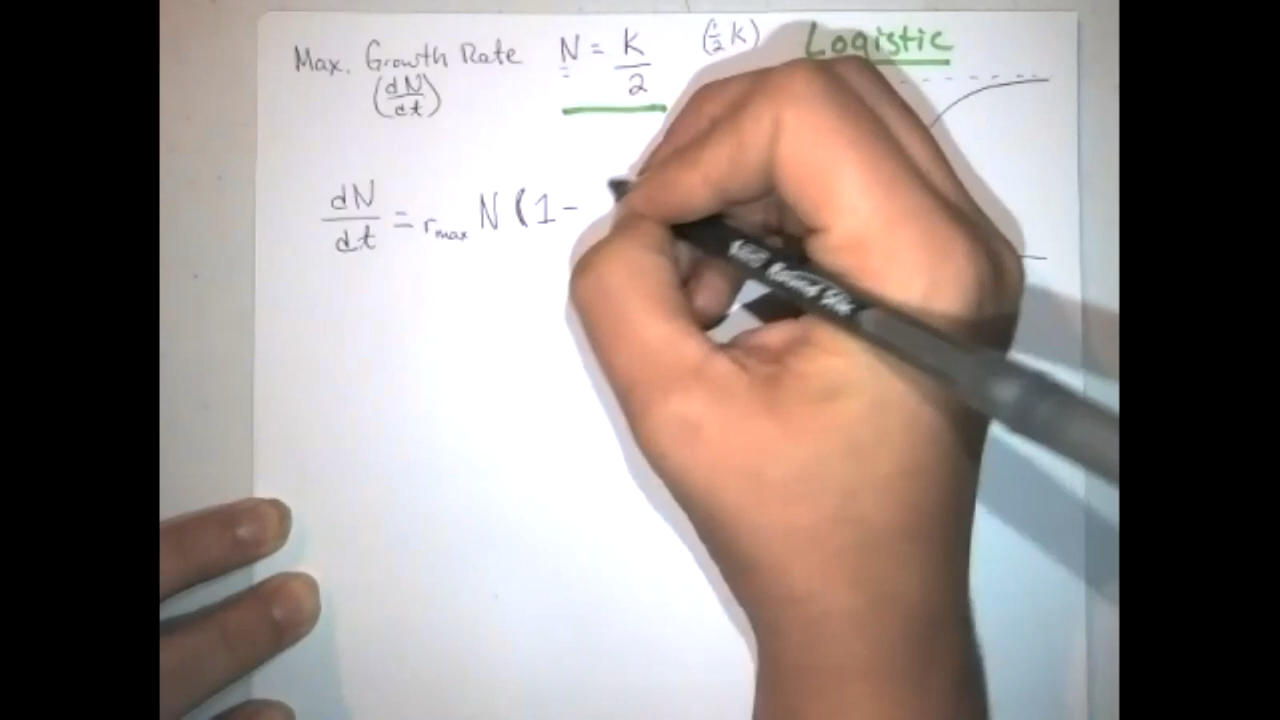 Max. Growth Rate N = K/2 (½K) Logistic
(dN/dt)
dN/dt = rmax N (1 -